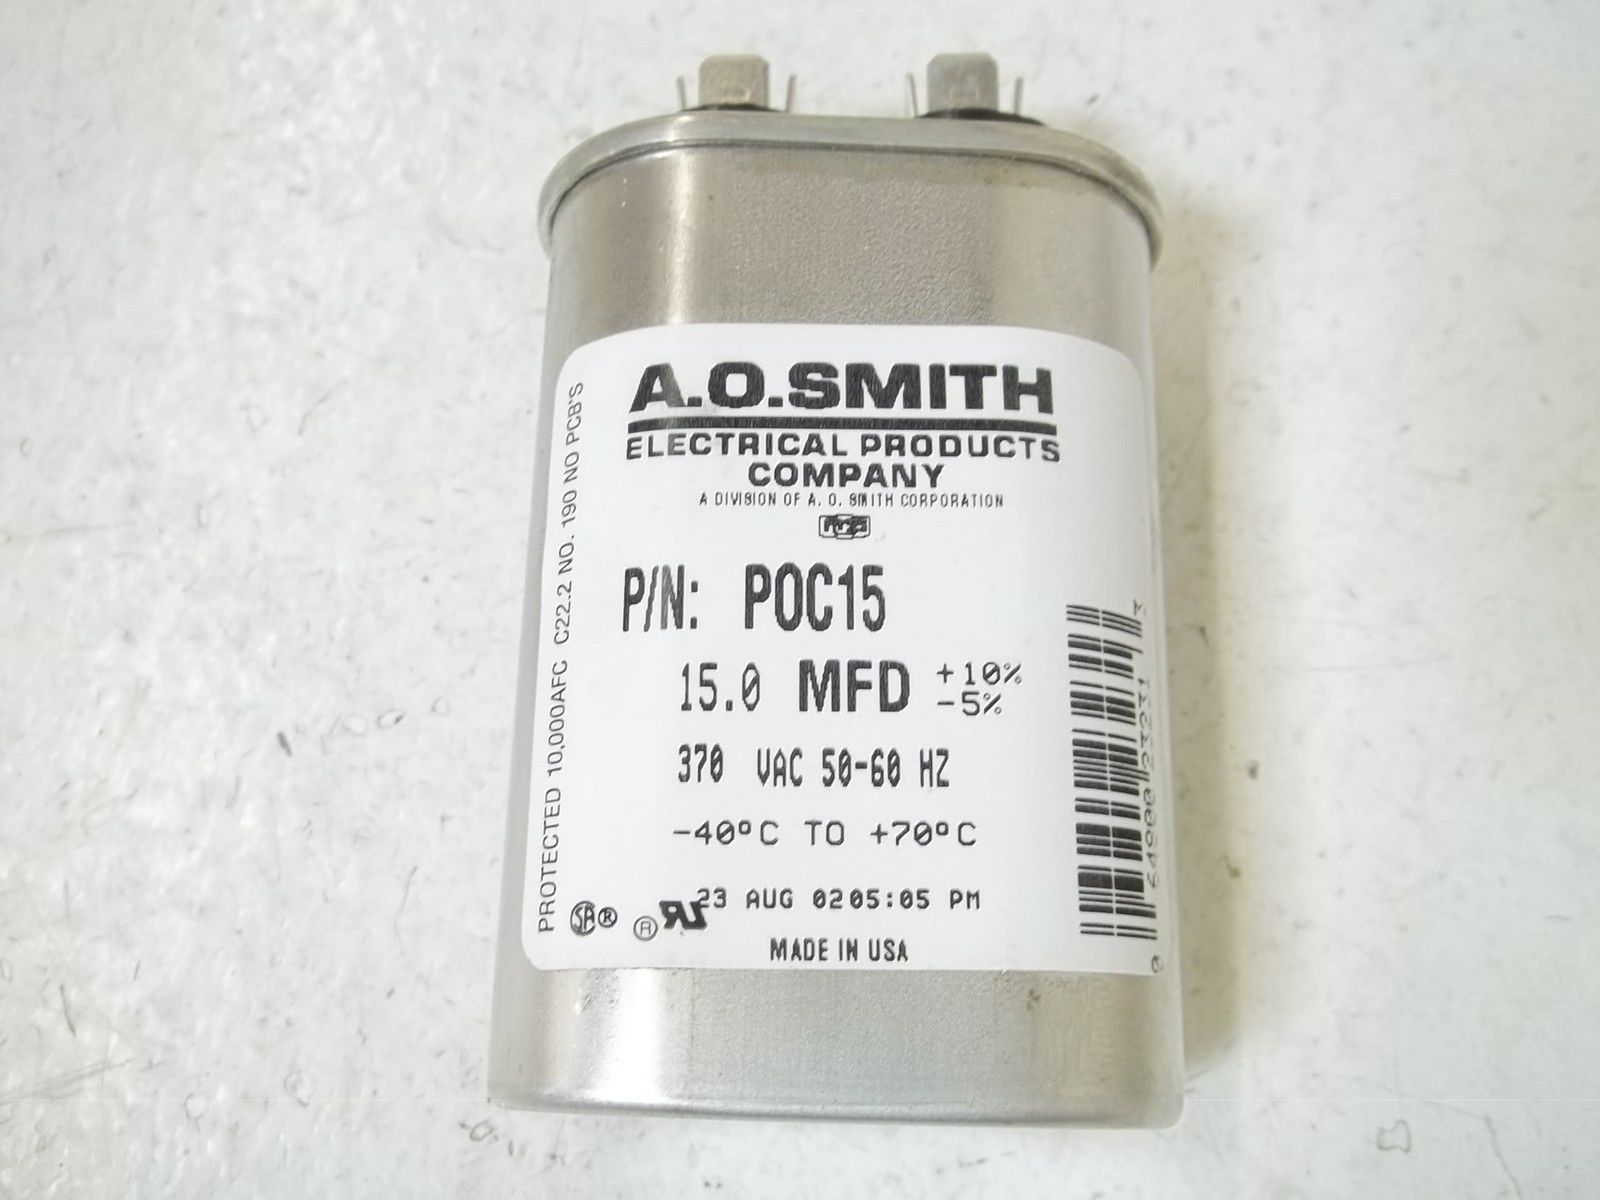 A.O.SMITH
ELECTRICAL PRODUCTS
COMPANY
A DIVISION OF A. O. SMITH CORPORATION
P/N: POC15
15.0 MFD +10%
-5%
370 VAC 50-60 HZ
-40°C TO +70°C
23 AUG 0205:05 PM
MADE IN USA
PROTECTED 10,000AFC C22.2 NO. 190 NO PCB'S
SA®
®